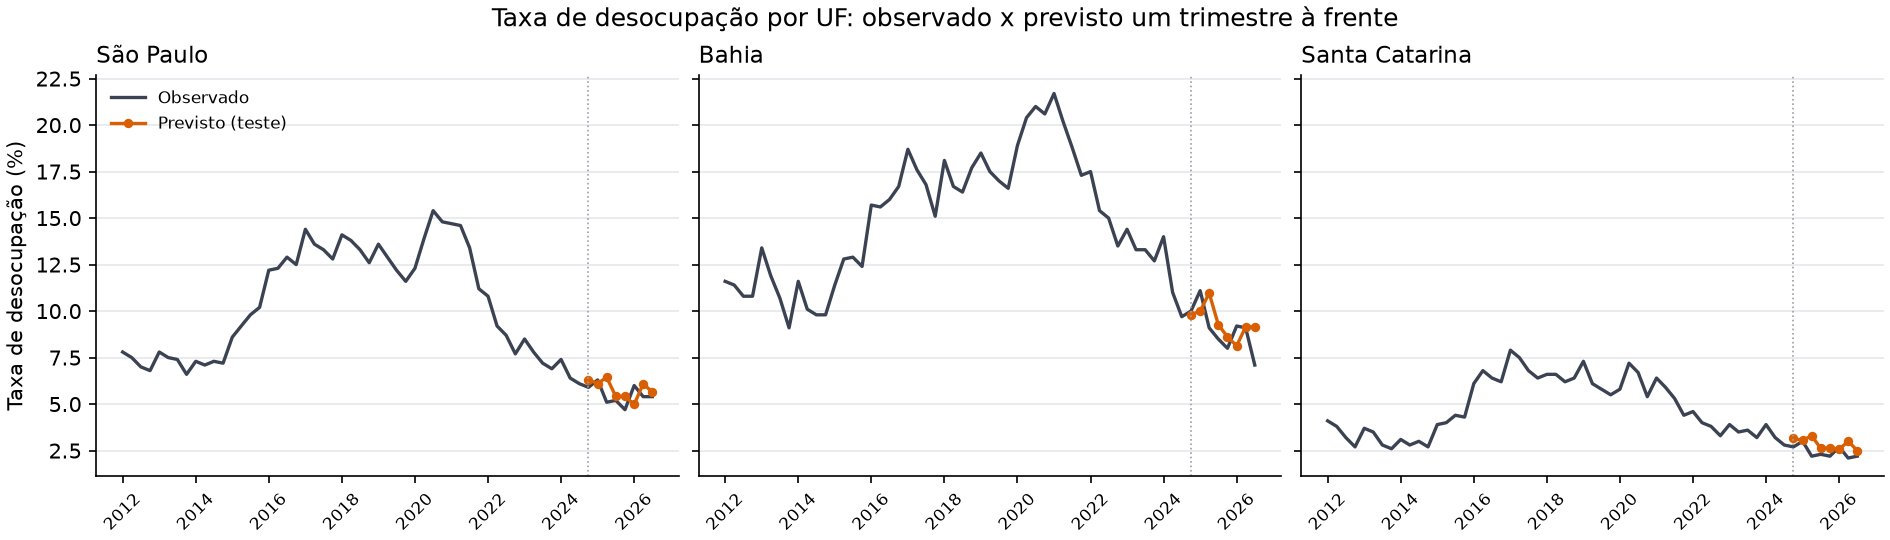 Taxa de desocupação por UF: observado x previsto um trimestre à frente
São Paulo
Bahia
Santa Catarina
Taxa de desocupação (%)
22.5
20.0
17.5
15.0
12.5
10.0
7.5
5.0
2.5
Observado
Previsto (teste)
2012 2014 2016 2018 2020 2022 2024 2026
2012 2014 2016 2018 2020 2022 2024 2026
2012 2014 2016 2018 2020 2022 2024 2026